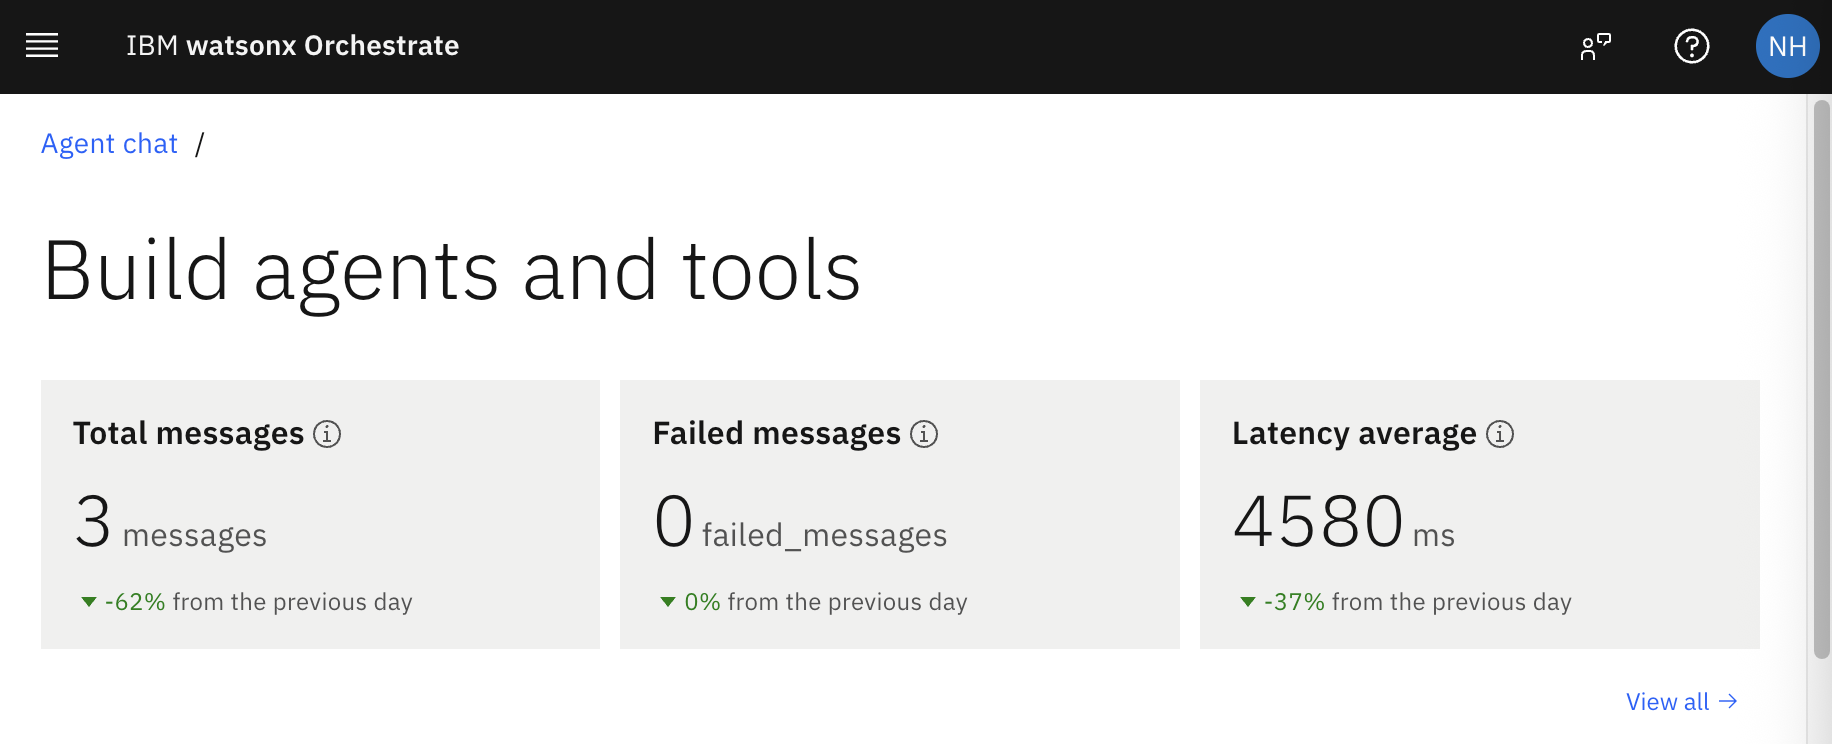 IBM watsonx Orchestrate
NH
Agent chat /
Build agents and tools
Total messages
3 messages
-62% from the previous day
Failed messages
0 failed_messages
0% from the previous day
Latency average
4580 ms
-37% from the previous day
View all →